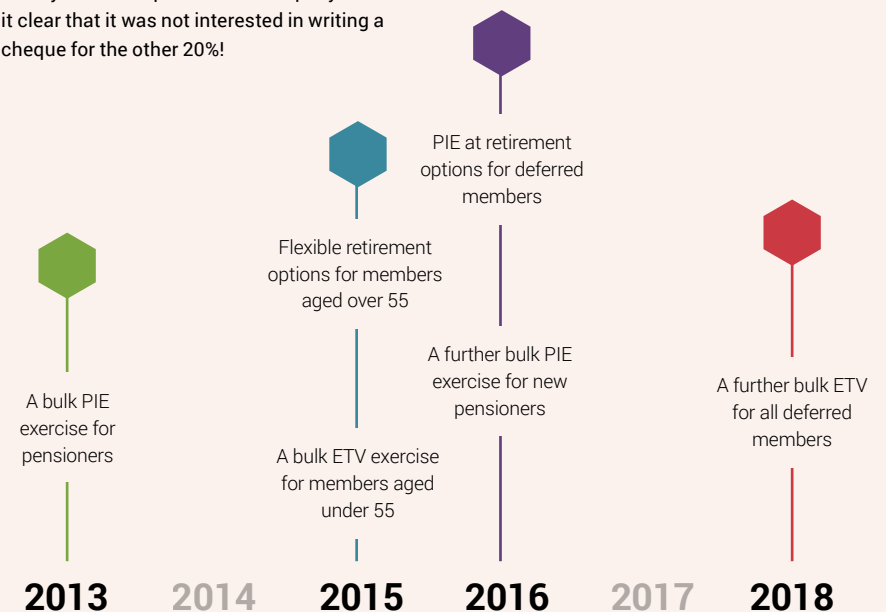 it clear that it was not interested in writing a
cheque for the other 20%!
PIE at retirement
options for deferred
members
Flexible retirement
options for members
aged over 55
A further bulk PIE
exercise for new
pensioners
A further bulk ETV
for all deferred
members
A bulk PIE
exercise for
pensioners
A bulk ETV exercise
for members aged
under 55
2013 2014 2015 2016 2017 2018